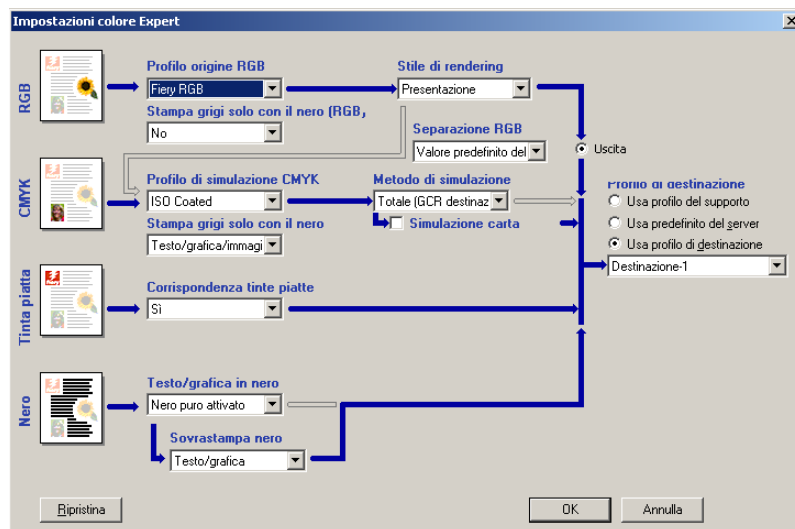 Impostazioni colore Expert
RGB
Profilo origine RGB
Fiery RGB
Stile di rendering
Presentazione
Stampa grigi solo con il nero (RGB,
No
Separazione RGB
Valore predefinito del
Uscita
CMYK
Profilo di simulazione CMYK
ISO Coated
Metodo di simulazione
Totale (GCR destinaz
Simulazione carta
Stampa grigi solo con il nero
Testo/grafica/immagi
Profilo di destinazione
Usa profilo del supporto
Usa predefinito del server
Usa profilo di destinazione
Destinazione-1
Tinta piatta
Corrispondenza tinte piatte
Sì
Nero
Testo/grafica in nero
Nero puro attivato
Sovrastampa nero
Testo/grafica
Ripristina
OK
Annulla